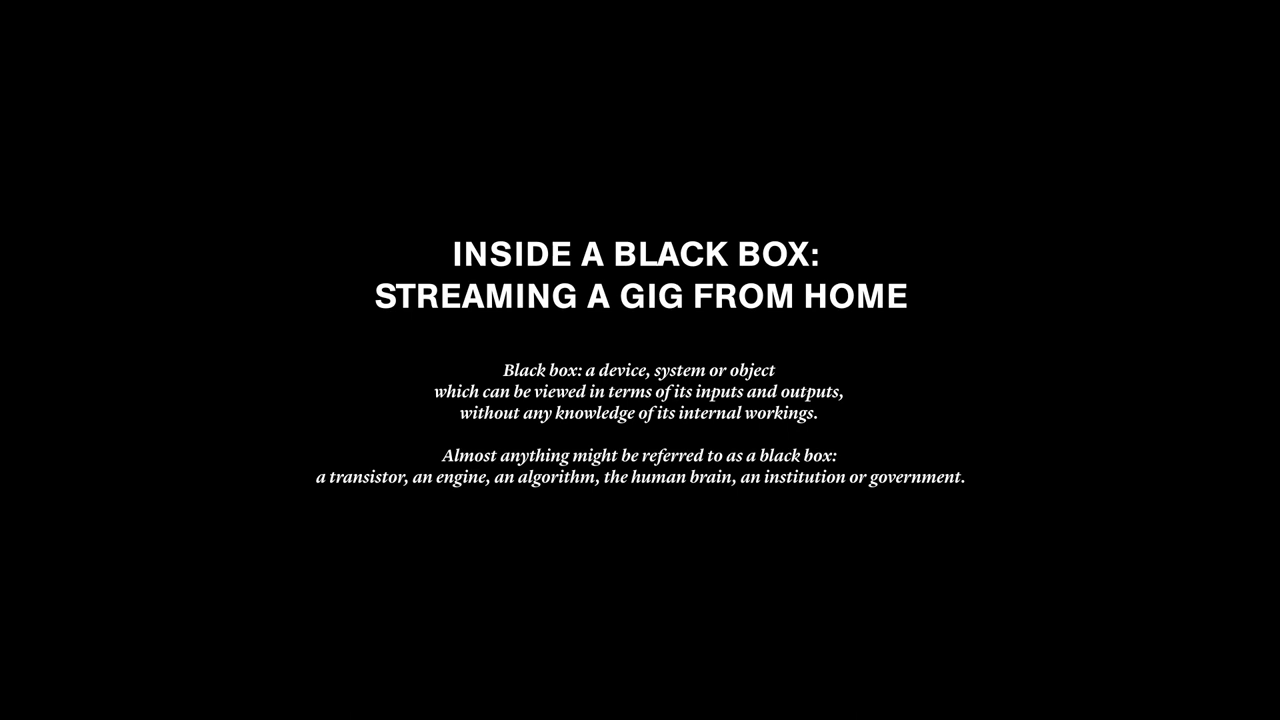 INSIDE A BLACK BOX:
STREAMING A GIG FROM HOME
Black box: a device, system or object
which can be viewed in terms of its inputs and outputs,
without any knowledge of its internal workings.
Almost anything might be referred to as a black box:
a transistor, an engine, an algorithm, the human brain, an institution or government.